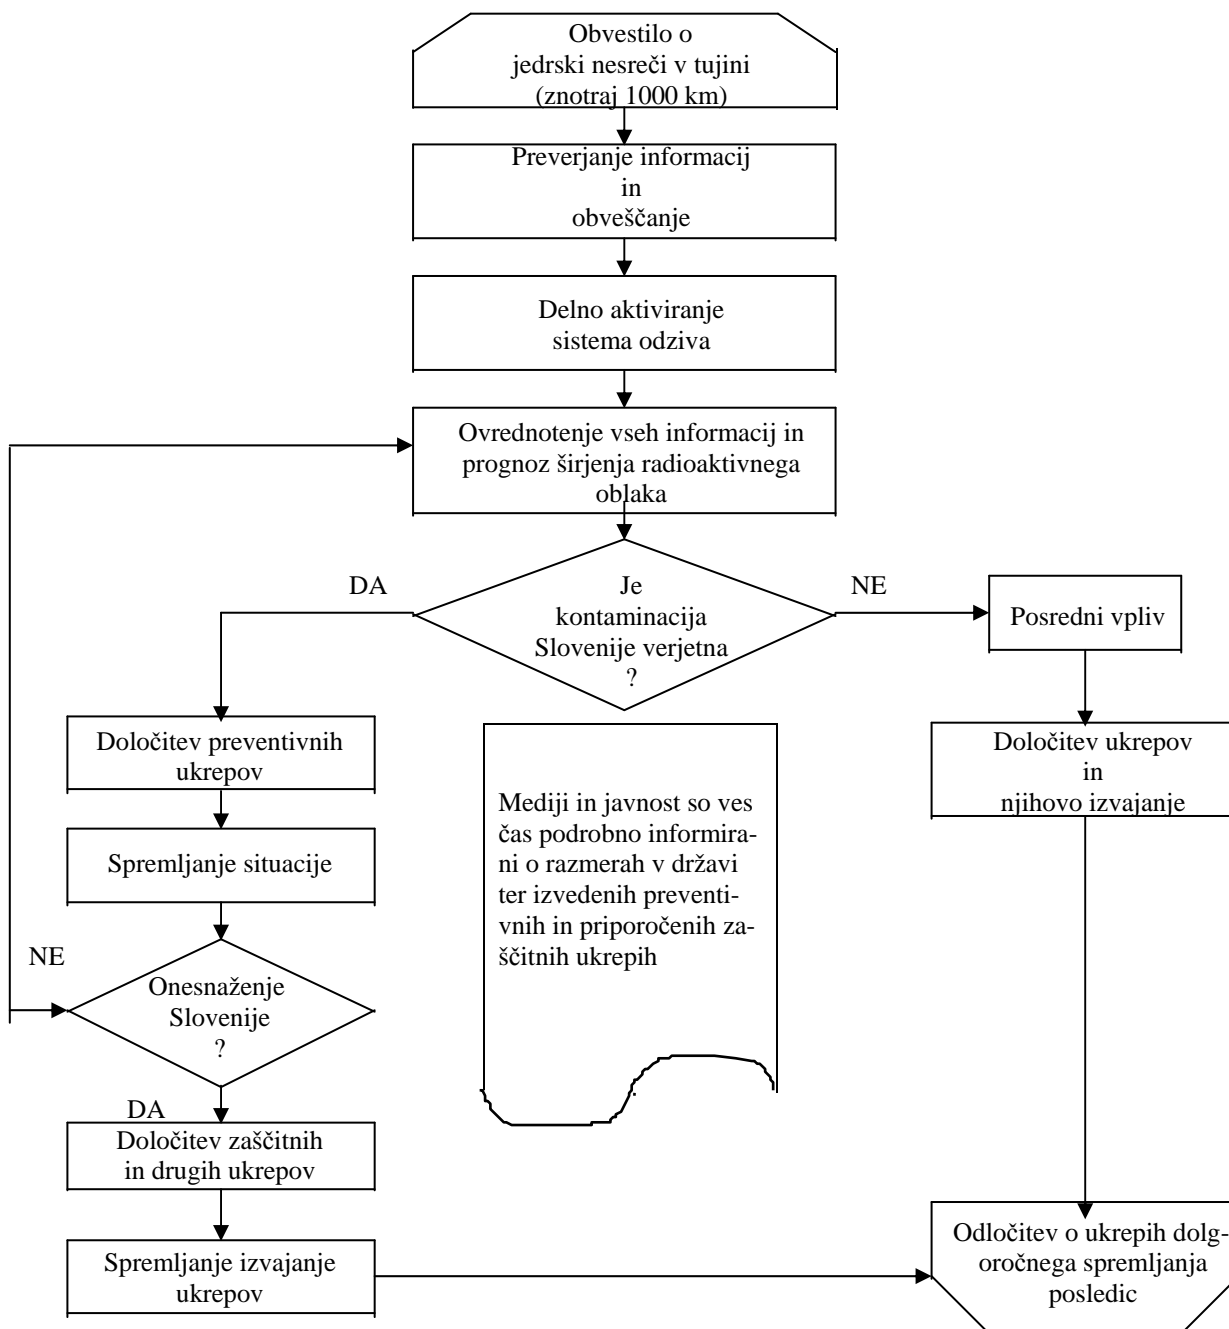 Obvestilo o
jedrski nesreči v tujini
(znotraj 1000 km)
Preverjanje informacij
in
obveščanje
Delno aktiviranje
sistema odziva
Ovrednotenje vseh informacij in
prognoz širjenja radioaktivnega
oblaka
DA
Je
kontaminacija
Slovenije verjetna
?
NE
Posredni vpliv
Določitev preventivnih
ukrepov
Spremljanje situacije
NE
Onesnaženje
Slovenije
?
DA
Določitev zaščitnih
in drugih ukrepov
Spremljanje izvajanje
ukrepov
Mediji in javnost so ves
čas podrobno informira-
ni o razmerah v državi
ter izvedenih preventi-
vnih in priporočenih za-
ščitnih ukrepih
Določitev ukrepov
in
njihovo izvajanje
Odločitev o ukrepih dolg-
oročnega spremljanja
posledic